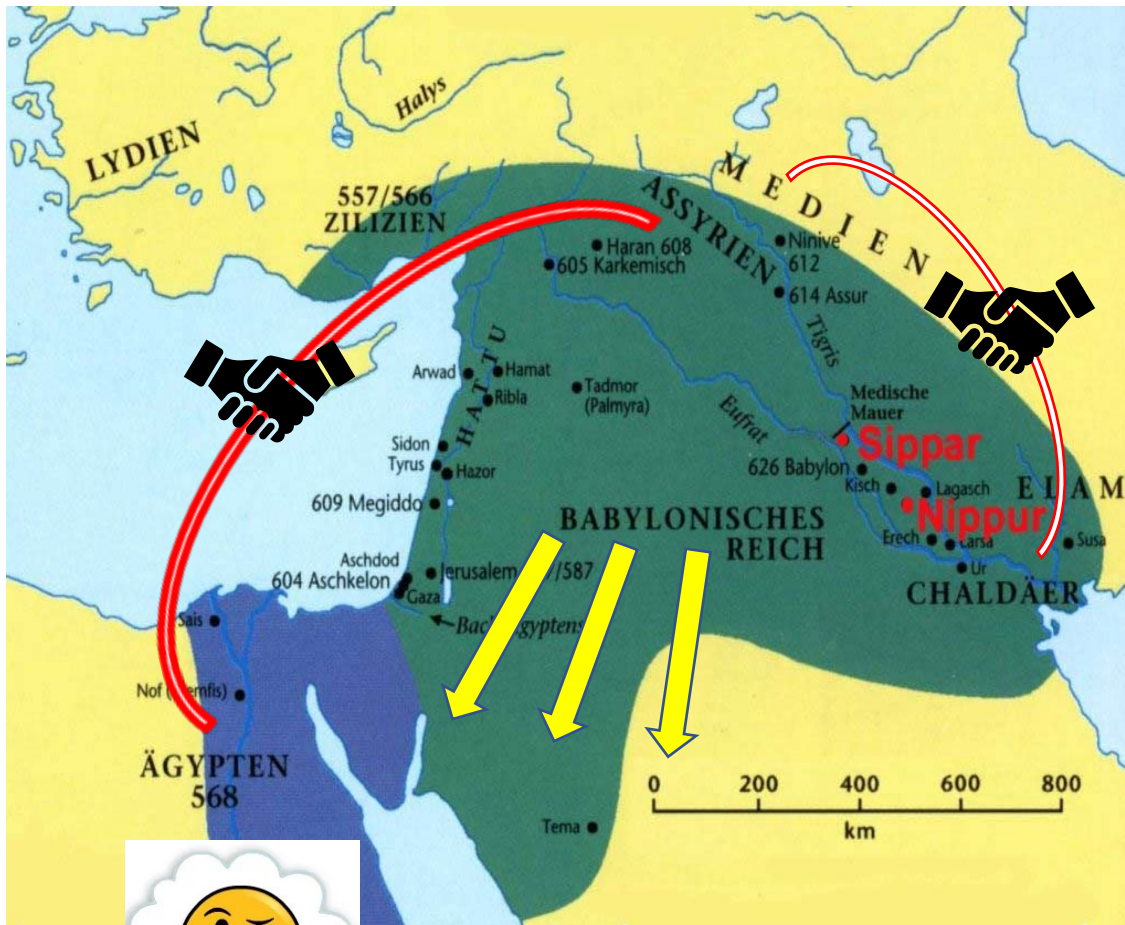 Halys
LYDIEN
MEDIEN
557/566
ZILIZIEN
ASSYRIEN
Haran 608
605 Karkemisch
Ninive
612
614 Assur
Tigris
HATTU
Arwad
Hamat
Ribla
Tadmor
(Palmyra)
Medische
Mauer
Eufrat
Sippar
626 Babylon
Sidon
Tyrus
Hazor
Kisch
Lagasch
ELAM
609 Megiddo
Nippur
BABYLONISCHES
REICH
Erech
Larsa
Susa
Aschdod
604 Aschkelon
Jerusalem /587
Ur
Gaza
CHALDÄER
Sais
Nof
ÄGYPTEN
568
0 200 400 600 800
km
Tema